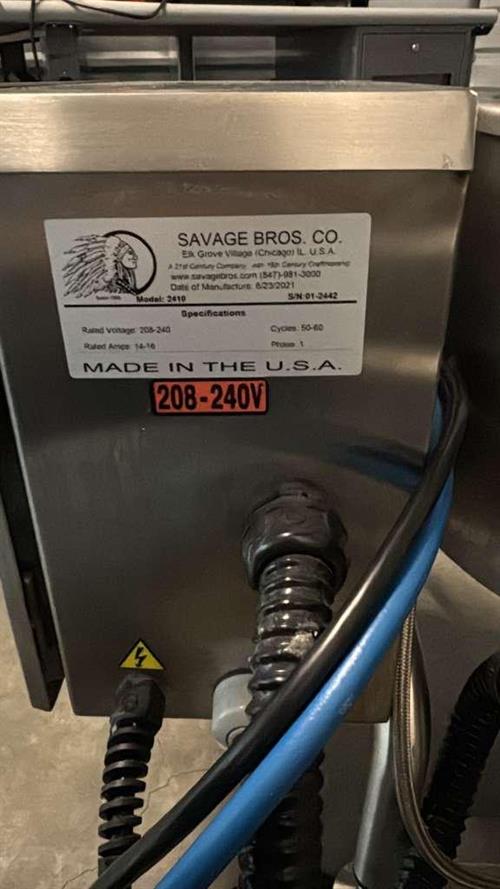 SAVAGE BROS. CO.
Elk Grove Village (Chicago) IL. U.S.A.
A 21st Century Company, with 19th Century Craftmanship
www.savagebros.com (847)-981-3000
Date of Manufacture: 6/23/2021
Model: 2410 S/N:01-2442
Specifications
Rated Voltage: 208-240 Cycles: 50-60
Rated Amps: 14-16 Phase: 1
MADE IN THE U.S.A.
208-240V